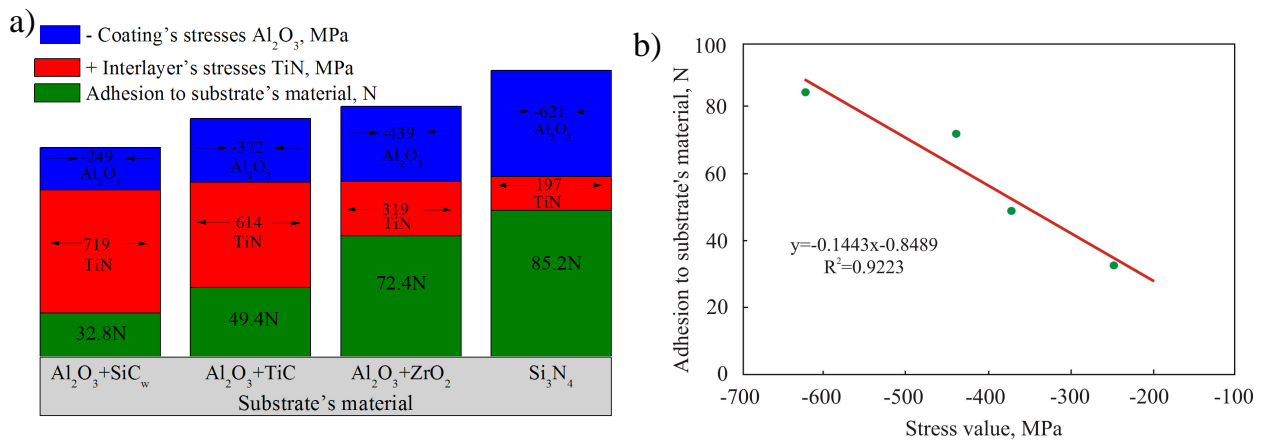 a)
- Coating’s stresses Al₂O₃, MPa
+ Interlayer’s stresses TiN, MPa
Adhesion to substrate’s material, N
-249
Al₂O₃
719
TiN
32.8N
-372
Al₂O₃
614
TiN
49.4N
-439
Al₂O₃
319
TiN
72.4N
-621
Al₂O₃
197
TiN
85.2N
Al₂O₃+SiC_w
Al₂O₃+TiC
Al₂O₃+ZrO₂
Si₃N₄
Substrate’s material
b)
Adhesion to substrate's material, N
100
80
60
40
20
0
y=-0.1443x-0.8489
R²=0.9223
-700
-600
-500
-400
-300
-200
-100
Stress value, MPa